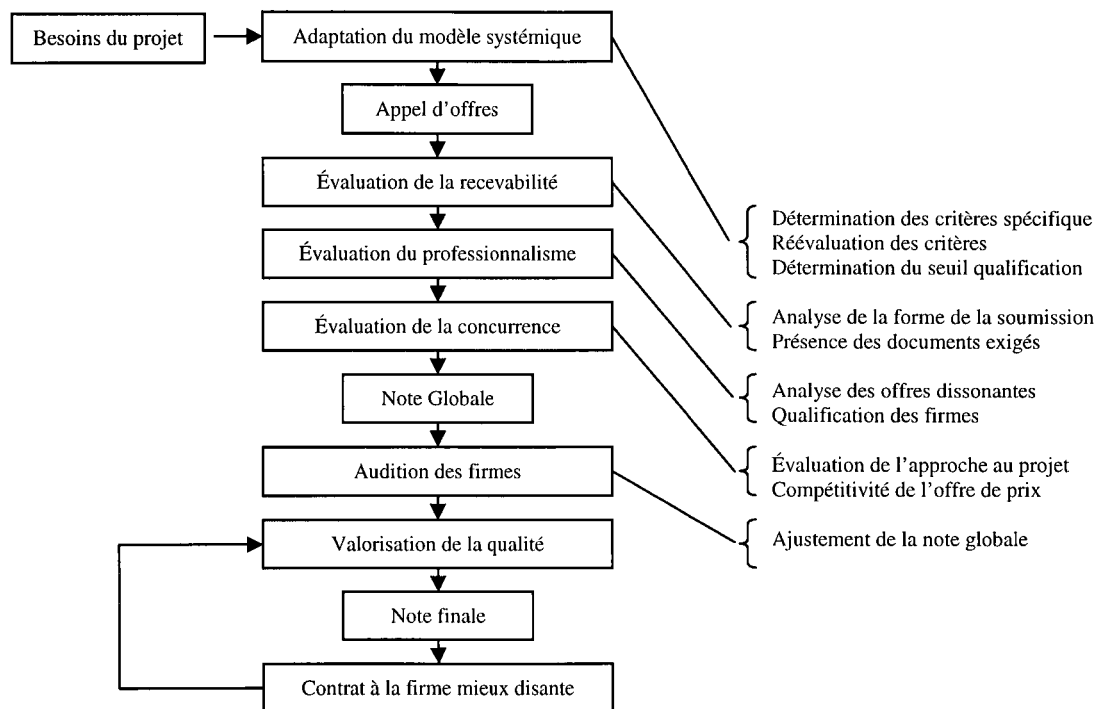 Besoins du projet
Adaptation du modèle systémique
Appel d'offres
Évaluation de la recevabilité
Évaluation du professionnalisme
Évaluation de la concurrence
Note Globale
Audition des firmes
Valorisation de la qualité
Note finale
Contrat à la firme mieux disante
Détermination des critères spécifique
Réévaluation des critères
Détermination du seuil qualification
Analyse de la forme de la soumission
Présence des documents exigés
Analyse des offres dissonantes
Qualification des firmes
Évaluation de l'approche au projet
Compétitivité de l'offre de prix
Ajustement de la note globale